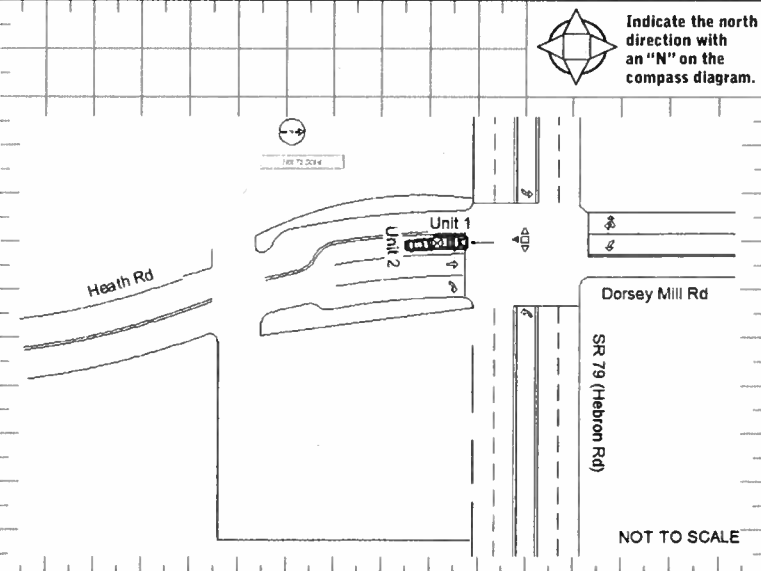 Indicate the north
direction with
an “N” on the
compass diagram.
Unit 1
Unit 2
Heath Rd
Dorsey Mill Rd
SR 79 (Hebron Rd)
NOT TO SCALE